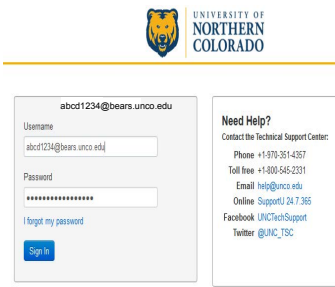 UNIVERSITY OF
NORTHERN
COLORADO
abcd1234@bears.unco.edu
Username
abcd1234@bears.unco.edu
Password
•••••••••••••••••
I forgot my password
Sign In
Need Help?
Contact the Technical Support Center:
Phone +1-970-351-4357
Toll free +1-800-545-2331
Email help@unco.edu
Online SupportU 24.7.365
Facebook UNCTechSupport
Twitter @UNC_TSC